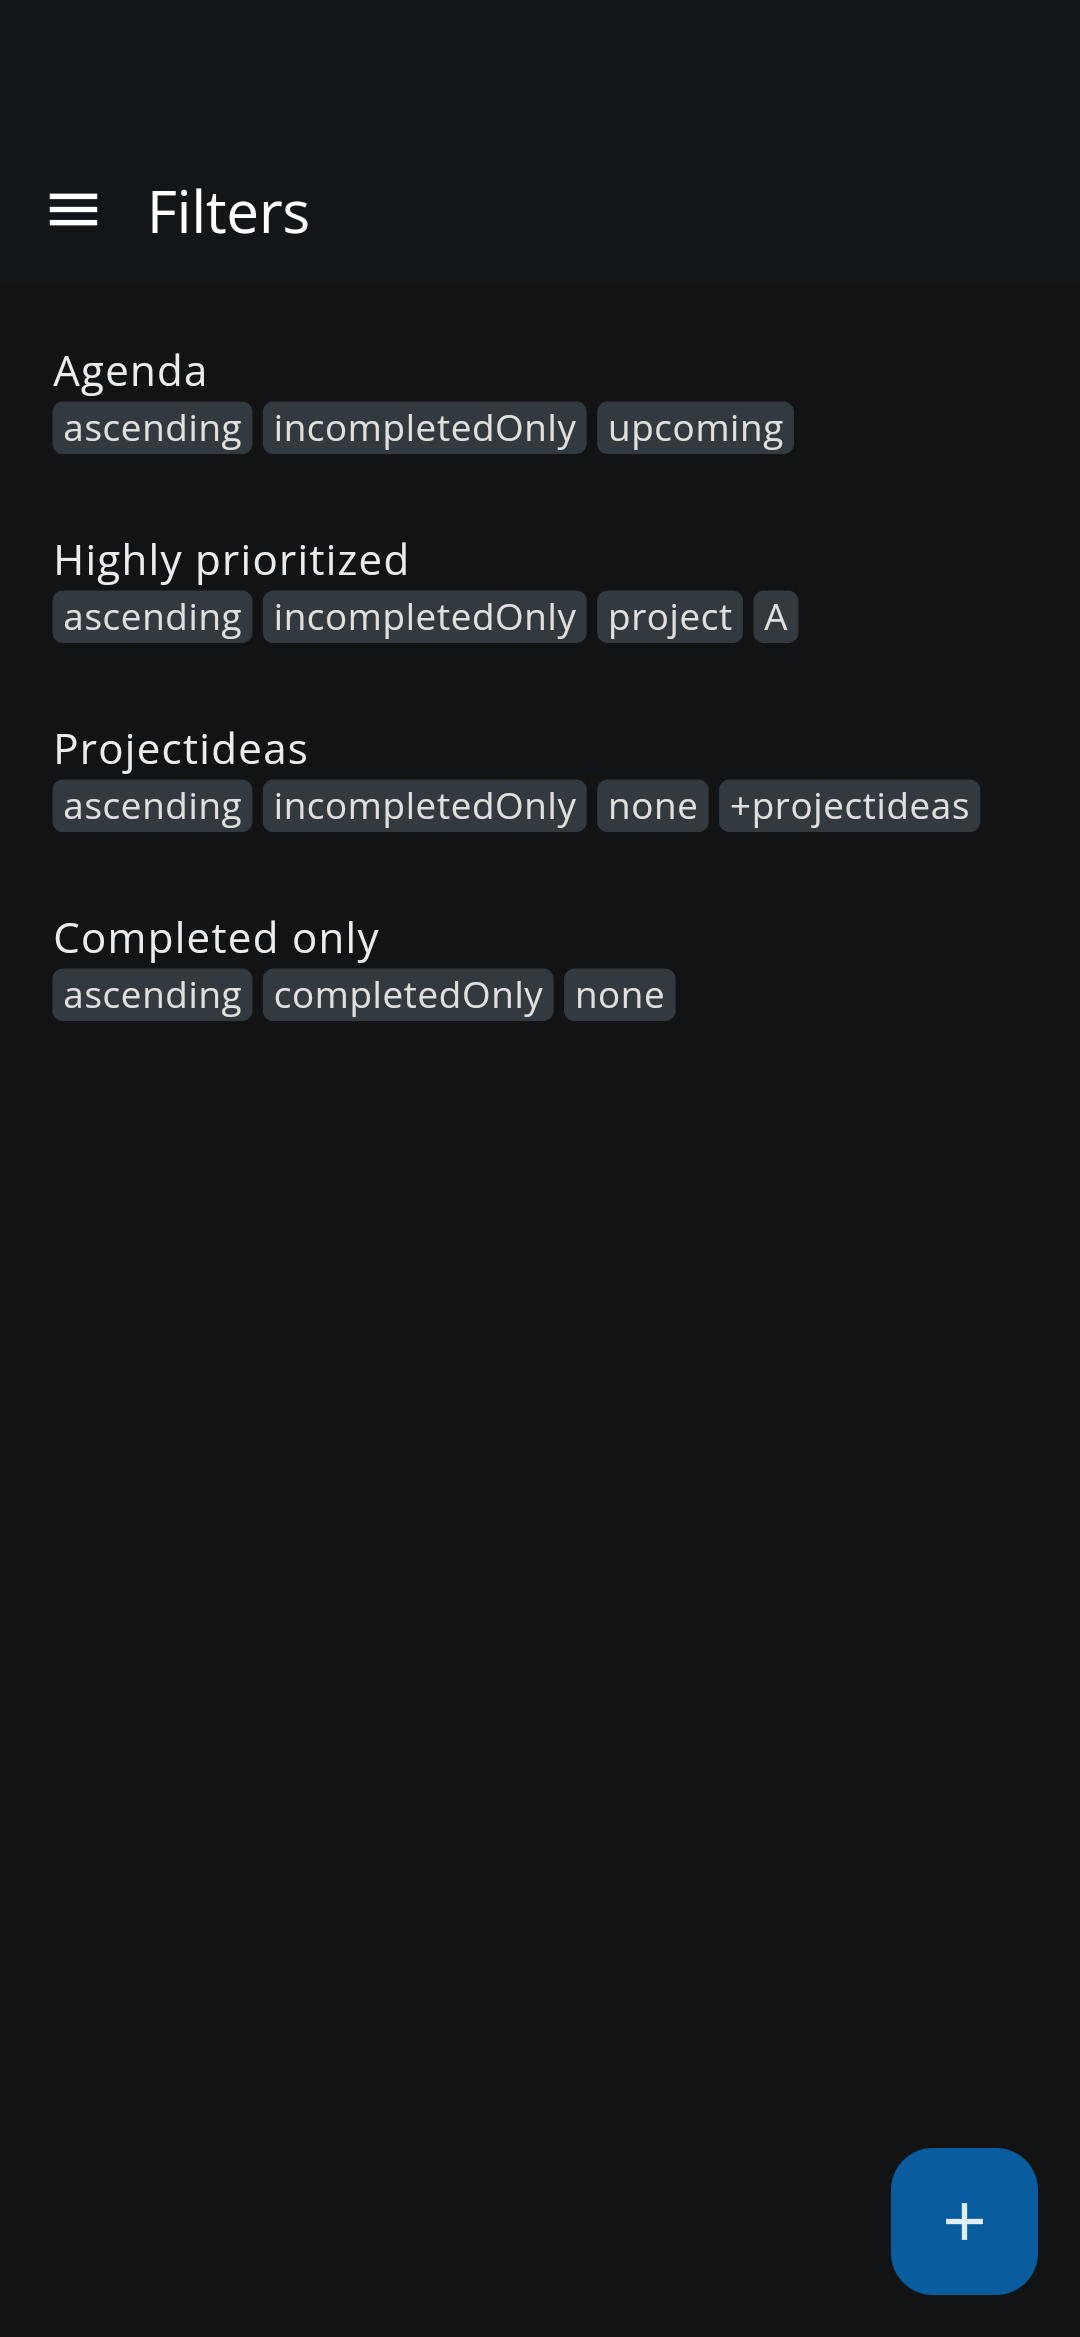 Filters
Agenda
ascending incompletedOnly upcoming
Highly prioritized
ascending incompletedOnly project A
Projectideas
ascending incompletedOnly none +projectideas
Completed only
ascending completedOnly none